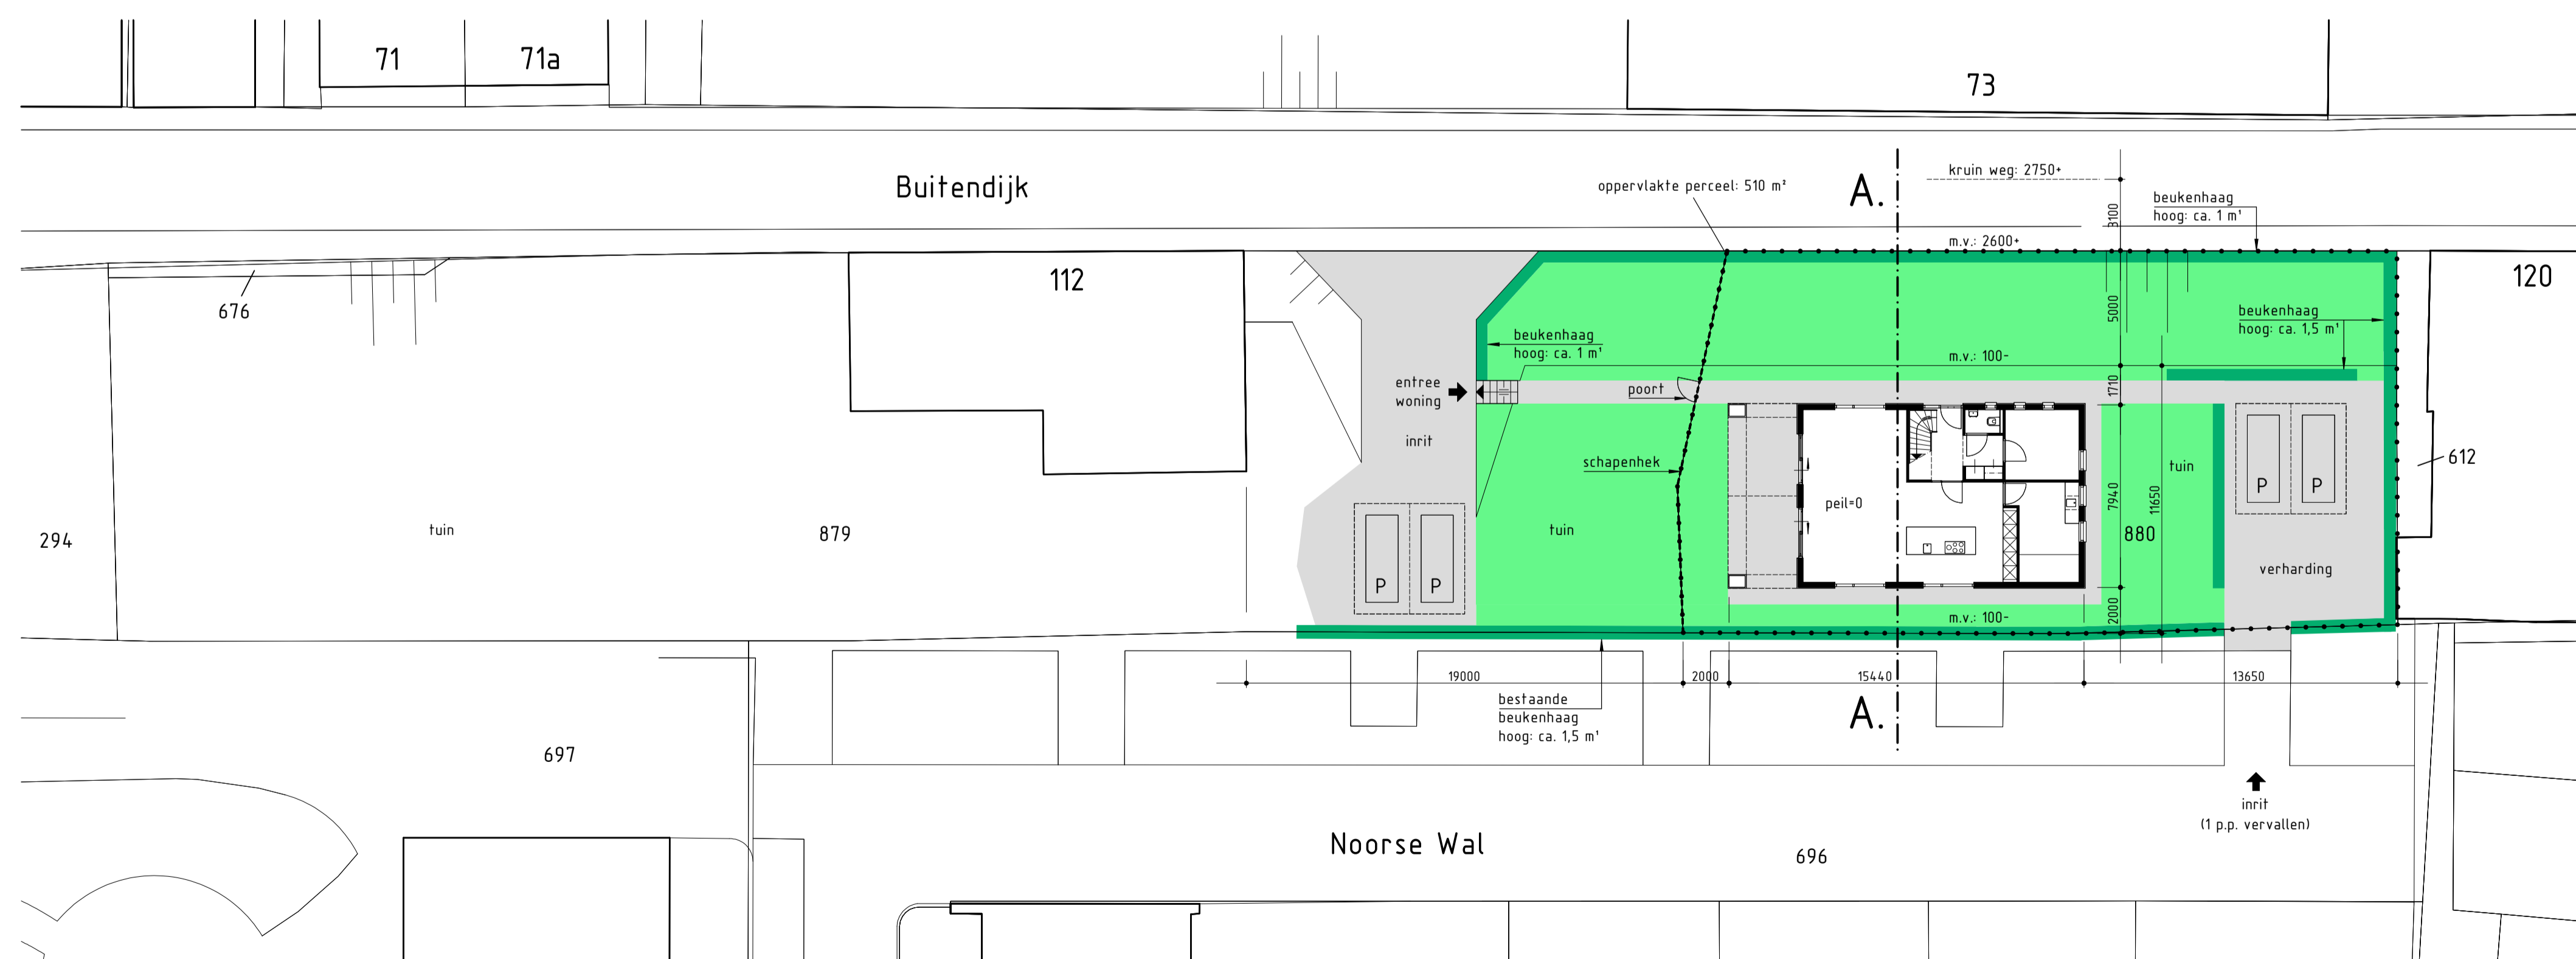 71
71a
73
Buitendijk
oppervlakte perceel: 510 m²
A.
kruin weg: 2750+
3100
beukenhaag
hoog: ca. 1 m¹
m.v.: 2600+
676
112
120
5000
beukenhaag
hoog: ca. 1,5 m¹
beukenhaag
hoog: ca. 1 m¹
m.v.: 100-
entree
woning
poort
1710
inrit
schapenhek
tuin
612
P
P
peil=0
7940
11650
294
tuin
879
tuin
880
verharding
P
P
m.v.: 100-
2000
19000
2000
15440
13650
bestaande
beukenhaag
hoog: ca. 1,5 m¹
A.
697
inrit
(1 p.p. vervallen)
Noorse Wal
696